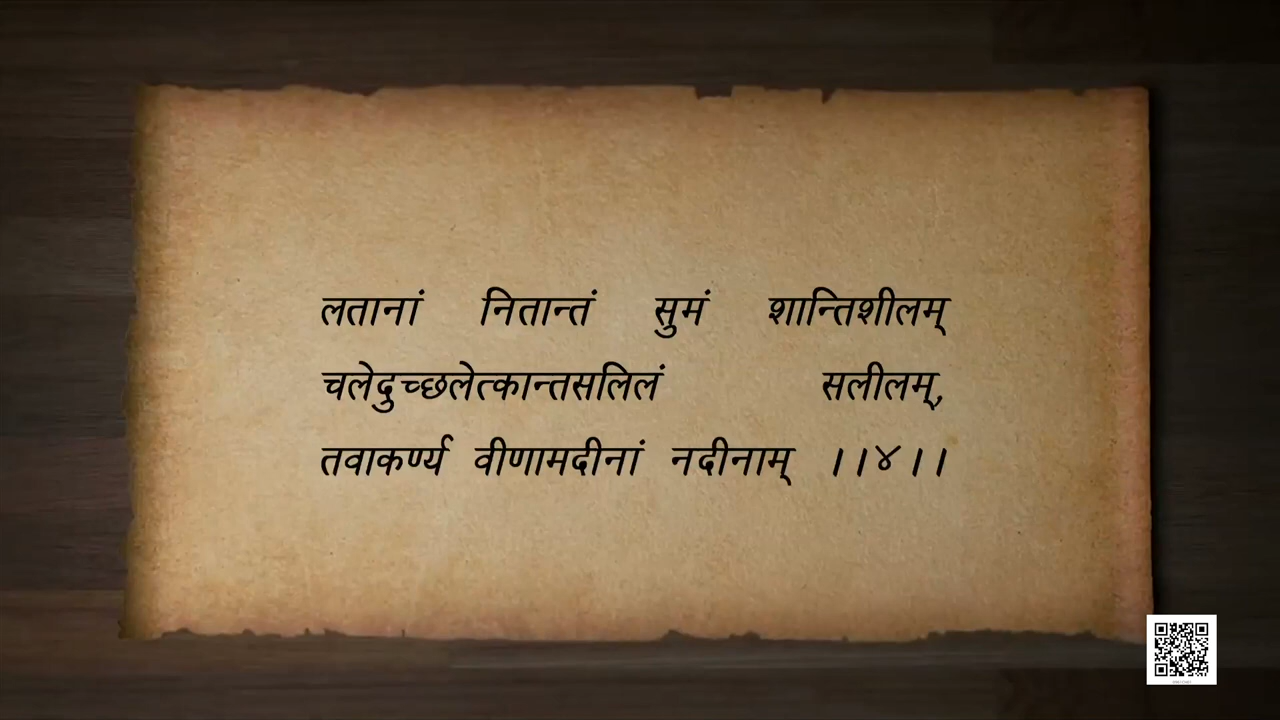 लतानां नितान्तं सुमं शान्तिशीलम्
चलेदुच्छलेत्कान्तसलिलं सलीलम्,
तवाकर्ण्य वीणामदीनां नदीनाम् ।।४।।